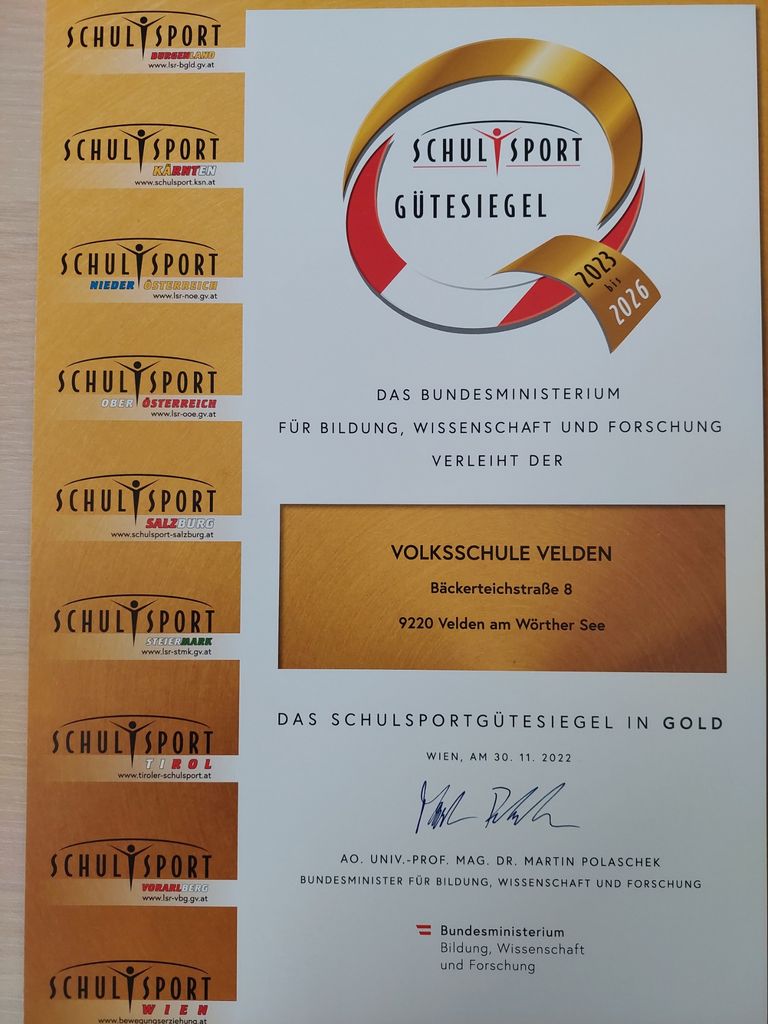 SCHULSPORT
BURGENLAND
www.lsr-bgld.gv.at
SCHULSPORT
KÄRNTEN
www.schulsport.ksn.at
SCHULSPORT
NIEDERÖSTERREICH
www.lsr-noe.gv.at
SCHULSPORT
OBERÖSTERREICH
www.lsr-ooe.gv.at
SCHULSPORT
SALZBURG
www.schulsport-salzburg.at
SCHULSPORT
STEIERMARK
www.lsr-stmk.gv.at
SCHULSPORT
TIROL
www.tiroler-schulsport.at
SCHULSPORT
VORARLBERG
www.lsr-vbg.gv.at
SCHULSPORT
WIEN
www.bewegungserziehung.at
SCHULSPORT
GÜTESIEGEL
2023
bis
2026
DAS BUNDESMINISTERIUM
FÜR BILDUNG, WISSENSCHAFT UND FORSCHUNG
VERLEIHT DER
VOLKSSCHULE VELDEN
Bäckerteichstraße 8
9220 Velden am Wörther See
DAS SCHULSPORTGÜTESIEGEL IN GOLD
WIEN, AM 30. 11. 2022
AO. UNIV.-PROF. MAG. DR. MARTIN POLASCHEK
BUNDESMINISTER FÜR BILDUNG, WISSENSCHAFT UND FORSCHUNG
Bundesministerium
Bildung, Wissenschaft
und Forschung